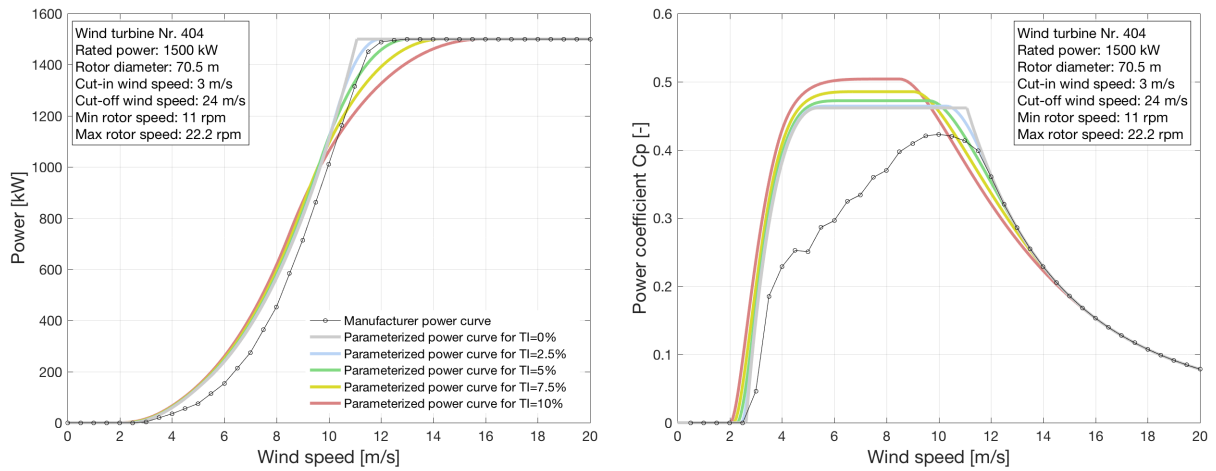 1600
1400
1200
1000
800
600
400
200
0
Power [kW]
Wind turbine Nr. 404
Rated power: 1500 kW
Rotor diameter: 70.5 m
Cut-in wind speed: 3 m/s
Cut-off wind speed: 24 m/s
Min rotor speed: 11 rpm
Max rotor speed: 22.2 rpm
Manufacturer power curve
Parameterized power curve for TI=0%
Parameterized power curve for TI=2.5%
Parameterized power curve for TI=5%
Parameterized power curve for TI=7.5%
Parameterized power curve for TI=10%
0 2 4 6 8 10 12 14 16 18 20
Wind speed [m/s]
0.6
0.5
0.4
0.3
0.2
0.1
0
Power coefficient Cp [-]
Wind turbine Nr. 404
Rated power: 1500 kW
Rotor diameter: 70.5 m
Cut-in wind speed: 3 m/s
Cut-off wind speed: 24 m/s
Min rotor speed: 11 rpm
Max rotor speed: 22.2 rpm
0 2 4 6 8 10 12 14 16 18 20
Wind speed [m/s]